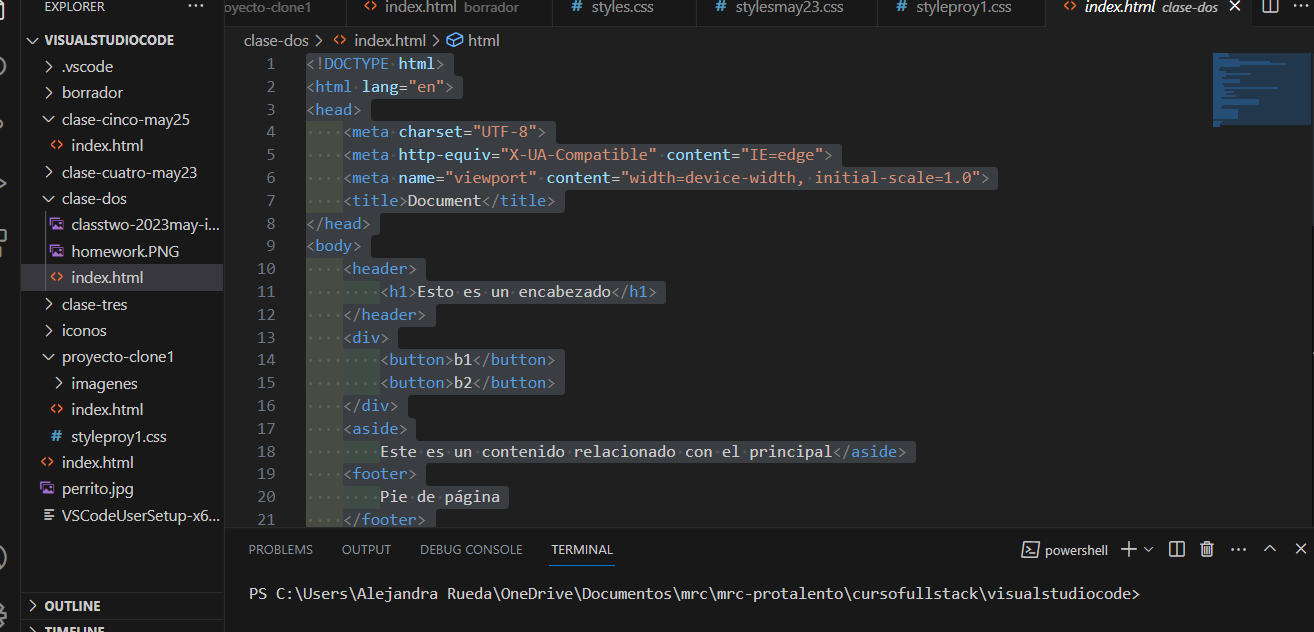 EXPLORER ...
VISUALSTUDIOCODE
.vscode
borrador
clase-cinco-may25
index.html
clase-cuatro-may23
clase-dos
classtwo-2023may-i...
homework.PNG
index.html
clase-tres
iconos
proyecto-clone1
imagenes
index.html
styleproy1.css
index.html
perrito.jpg
VSCodeUserSetup-x6...
OUTLINE
TIMELINE
oyecto-clone1 index.html borrador styles.css stylesmay23.css styleproy1.css index.html clase-dos
clase-dos > index.html > html
1 <!DOCTYPE html>
2 <html lang="en">
3 <head>
4 <meta charset="UTF-8">
5 <meta http-equiv="X-UA-Compatible" content="IE=edge">
6 <meta name="viewport" content="width=device-width, initial-scale=1.0">
7 <title>Document</title>
8 </head>
9 <body>
10 <header>
11 <h1>Esto es un encabezado</h1>
12 </header>
13 <div>
14 <button>b1</button>
15 <button>b2</button>
16 </div>
17 <aside>
18 Este es un contenido relacionado con el principal</aside>
19 <footer>
20 Pie de página
21 </footer>
PROBLEMS OUTPUT DEBUG CONSOLE TERMINAL powershell
PS C:\Users\Alejandra Rueda\OneDrive\Documentos\mrc\mrc-protalento\cursofullstack\visualstudiocode>